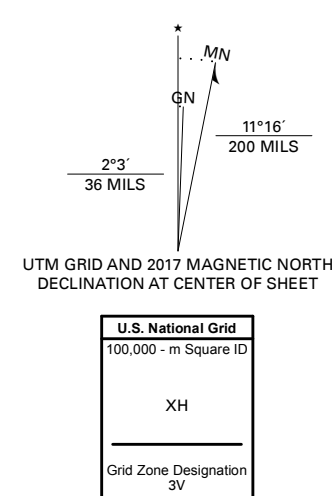 ★
MN
GN
11°16´
200 MILS
2°3´
36 MILS
UTM GRID AND 2017 MAGNETIC NORTH
DECLINATION AT CENTER OF SHEET
U.S. National Grid
100,000 - m Square ID
XH
Grid Zone Designation
3V